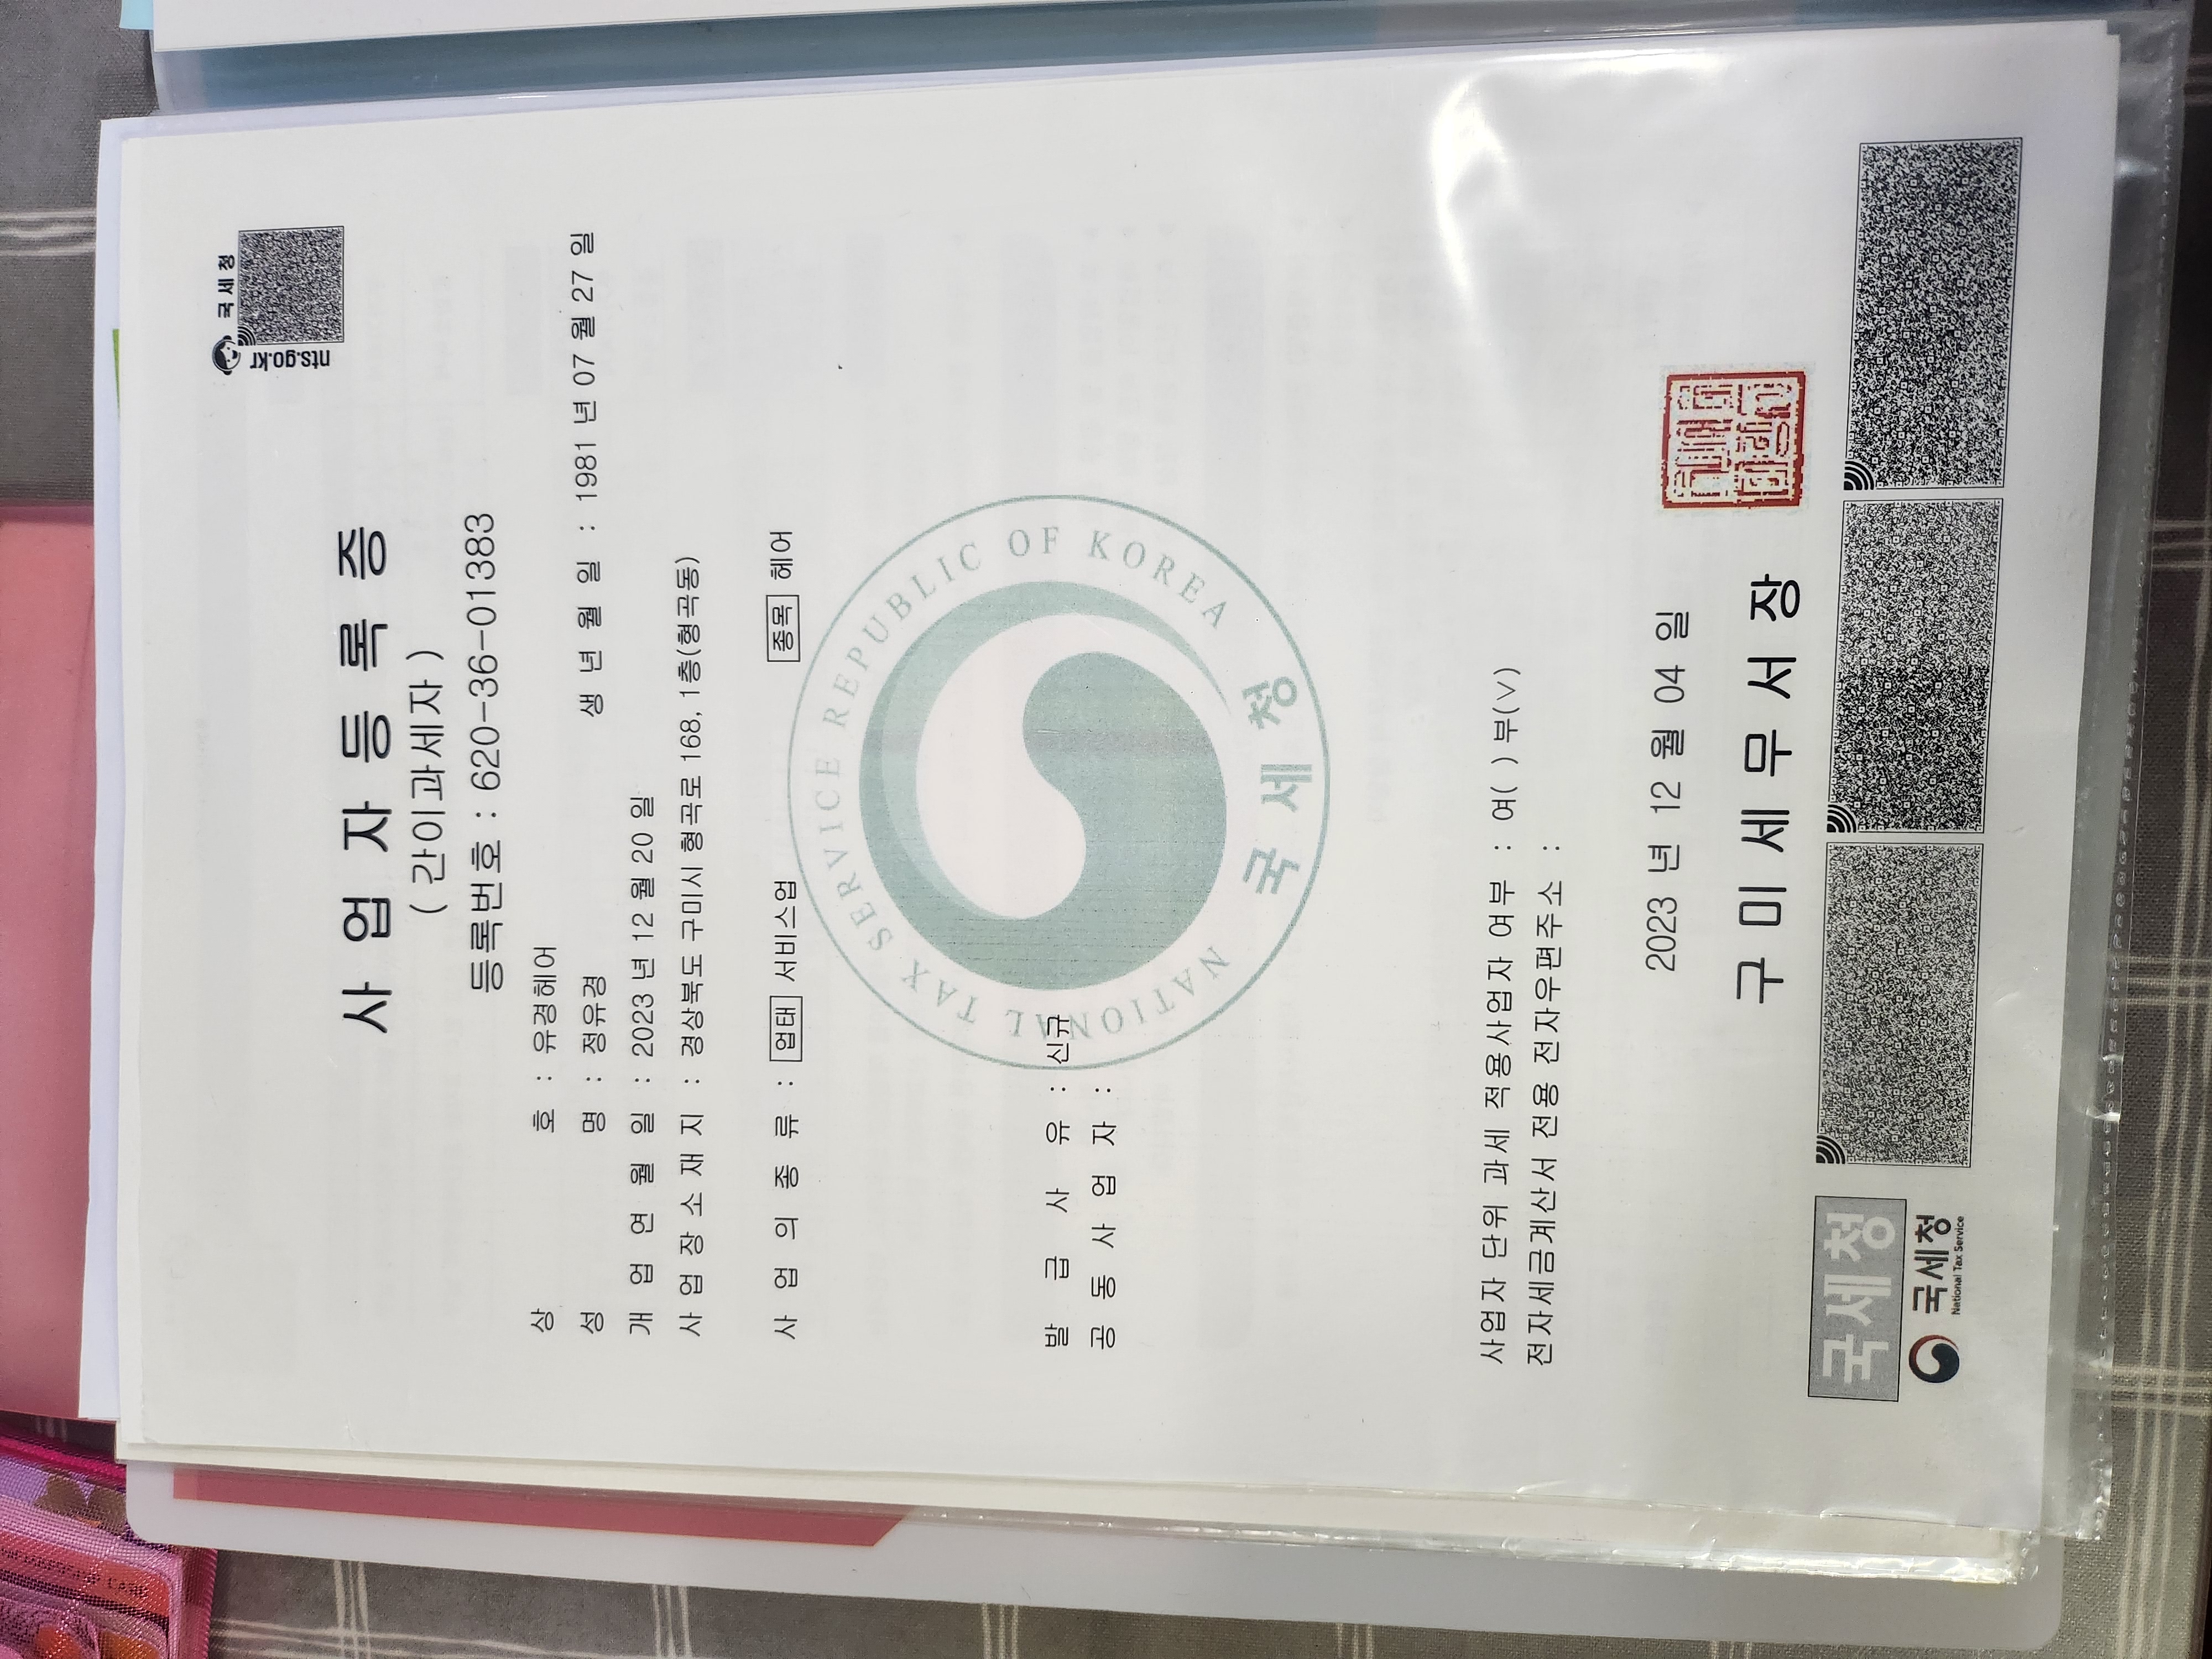 국세청
nts.go.kr
사업자등록증
( 간이과세자 )
등록번호 : 620-36-01383
상 호 : 유경헤어
성 명 : 정유경 생 년 월 일 : 1981 년 07 월 27 일
개 업 연 월 일 : 2023 년 12 월 20 일
사 업 장 소 재 지 : 경상북도 구미시 형곡로 168, 1층(형곡동)
사 업 의 종 류 : 업태 서비스업 종목 헤어
NATIONAL TAX SERVICE REPUBLIC OF KOREA
국세청
발 급 사 유 : 신규
공 동 사 업 자 :
사업자 단위 과세 적용사업자 여부 : 여( ) 부(∨)
전자세금계산서 전용 전자우편주소 :
2023 년 12 월 04 일
구 미 세 무 서 장
국세청
국세청
National Tax Service